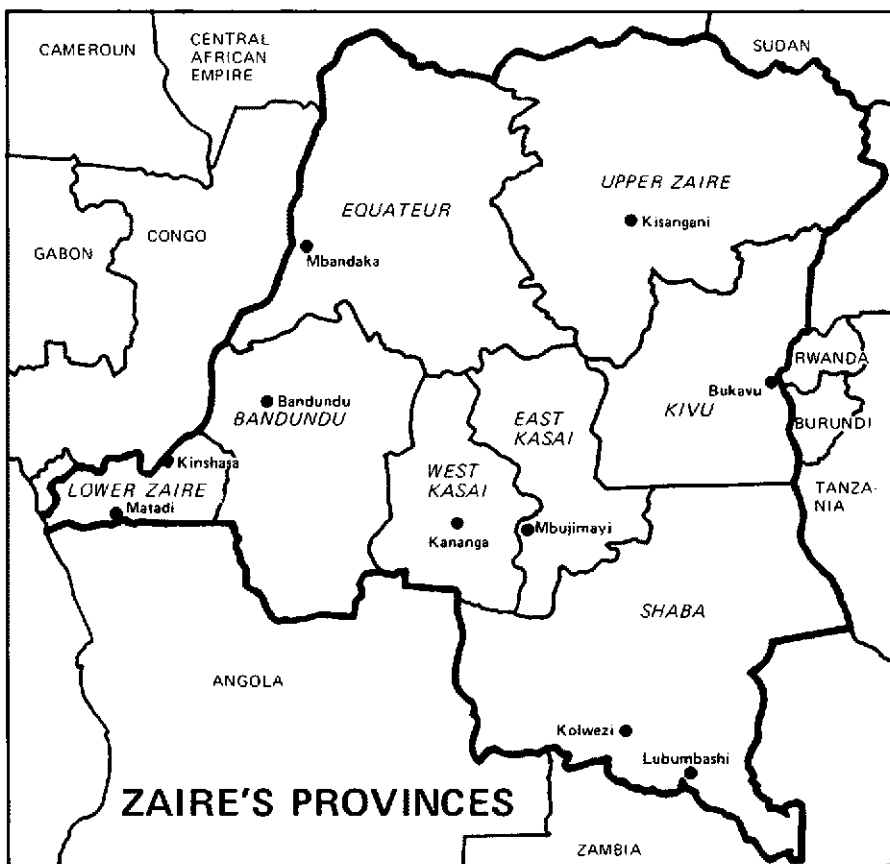 CAMEROUN
CENTRAL
AFRICAN
EMPIRE
SUDAN
UPPER ZAIRE
EQUATEUR
Kisangani
CONGO
GABON
Mbandaka
RWANDA
Bukavu
Bandundu
BANDUNDU
EAST
KASAI
KIVU
BURUNDI
Kinshasa
LOWER ZAIRE
WEST
KASAI
TANZA-
NIA
Matadi
Kananga
Mbujimayi
SHABA
ANGOLA
Kolwezi
Lubumbashi
ZAIRE'S PROVINCES
ZAMBIA